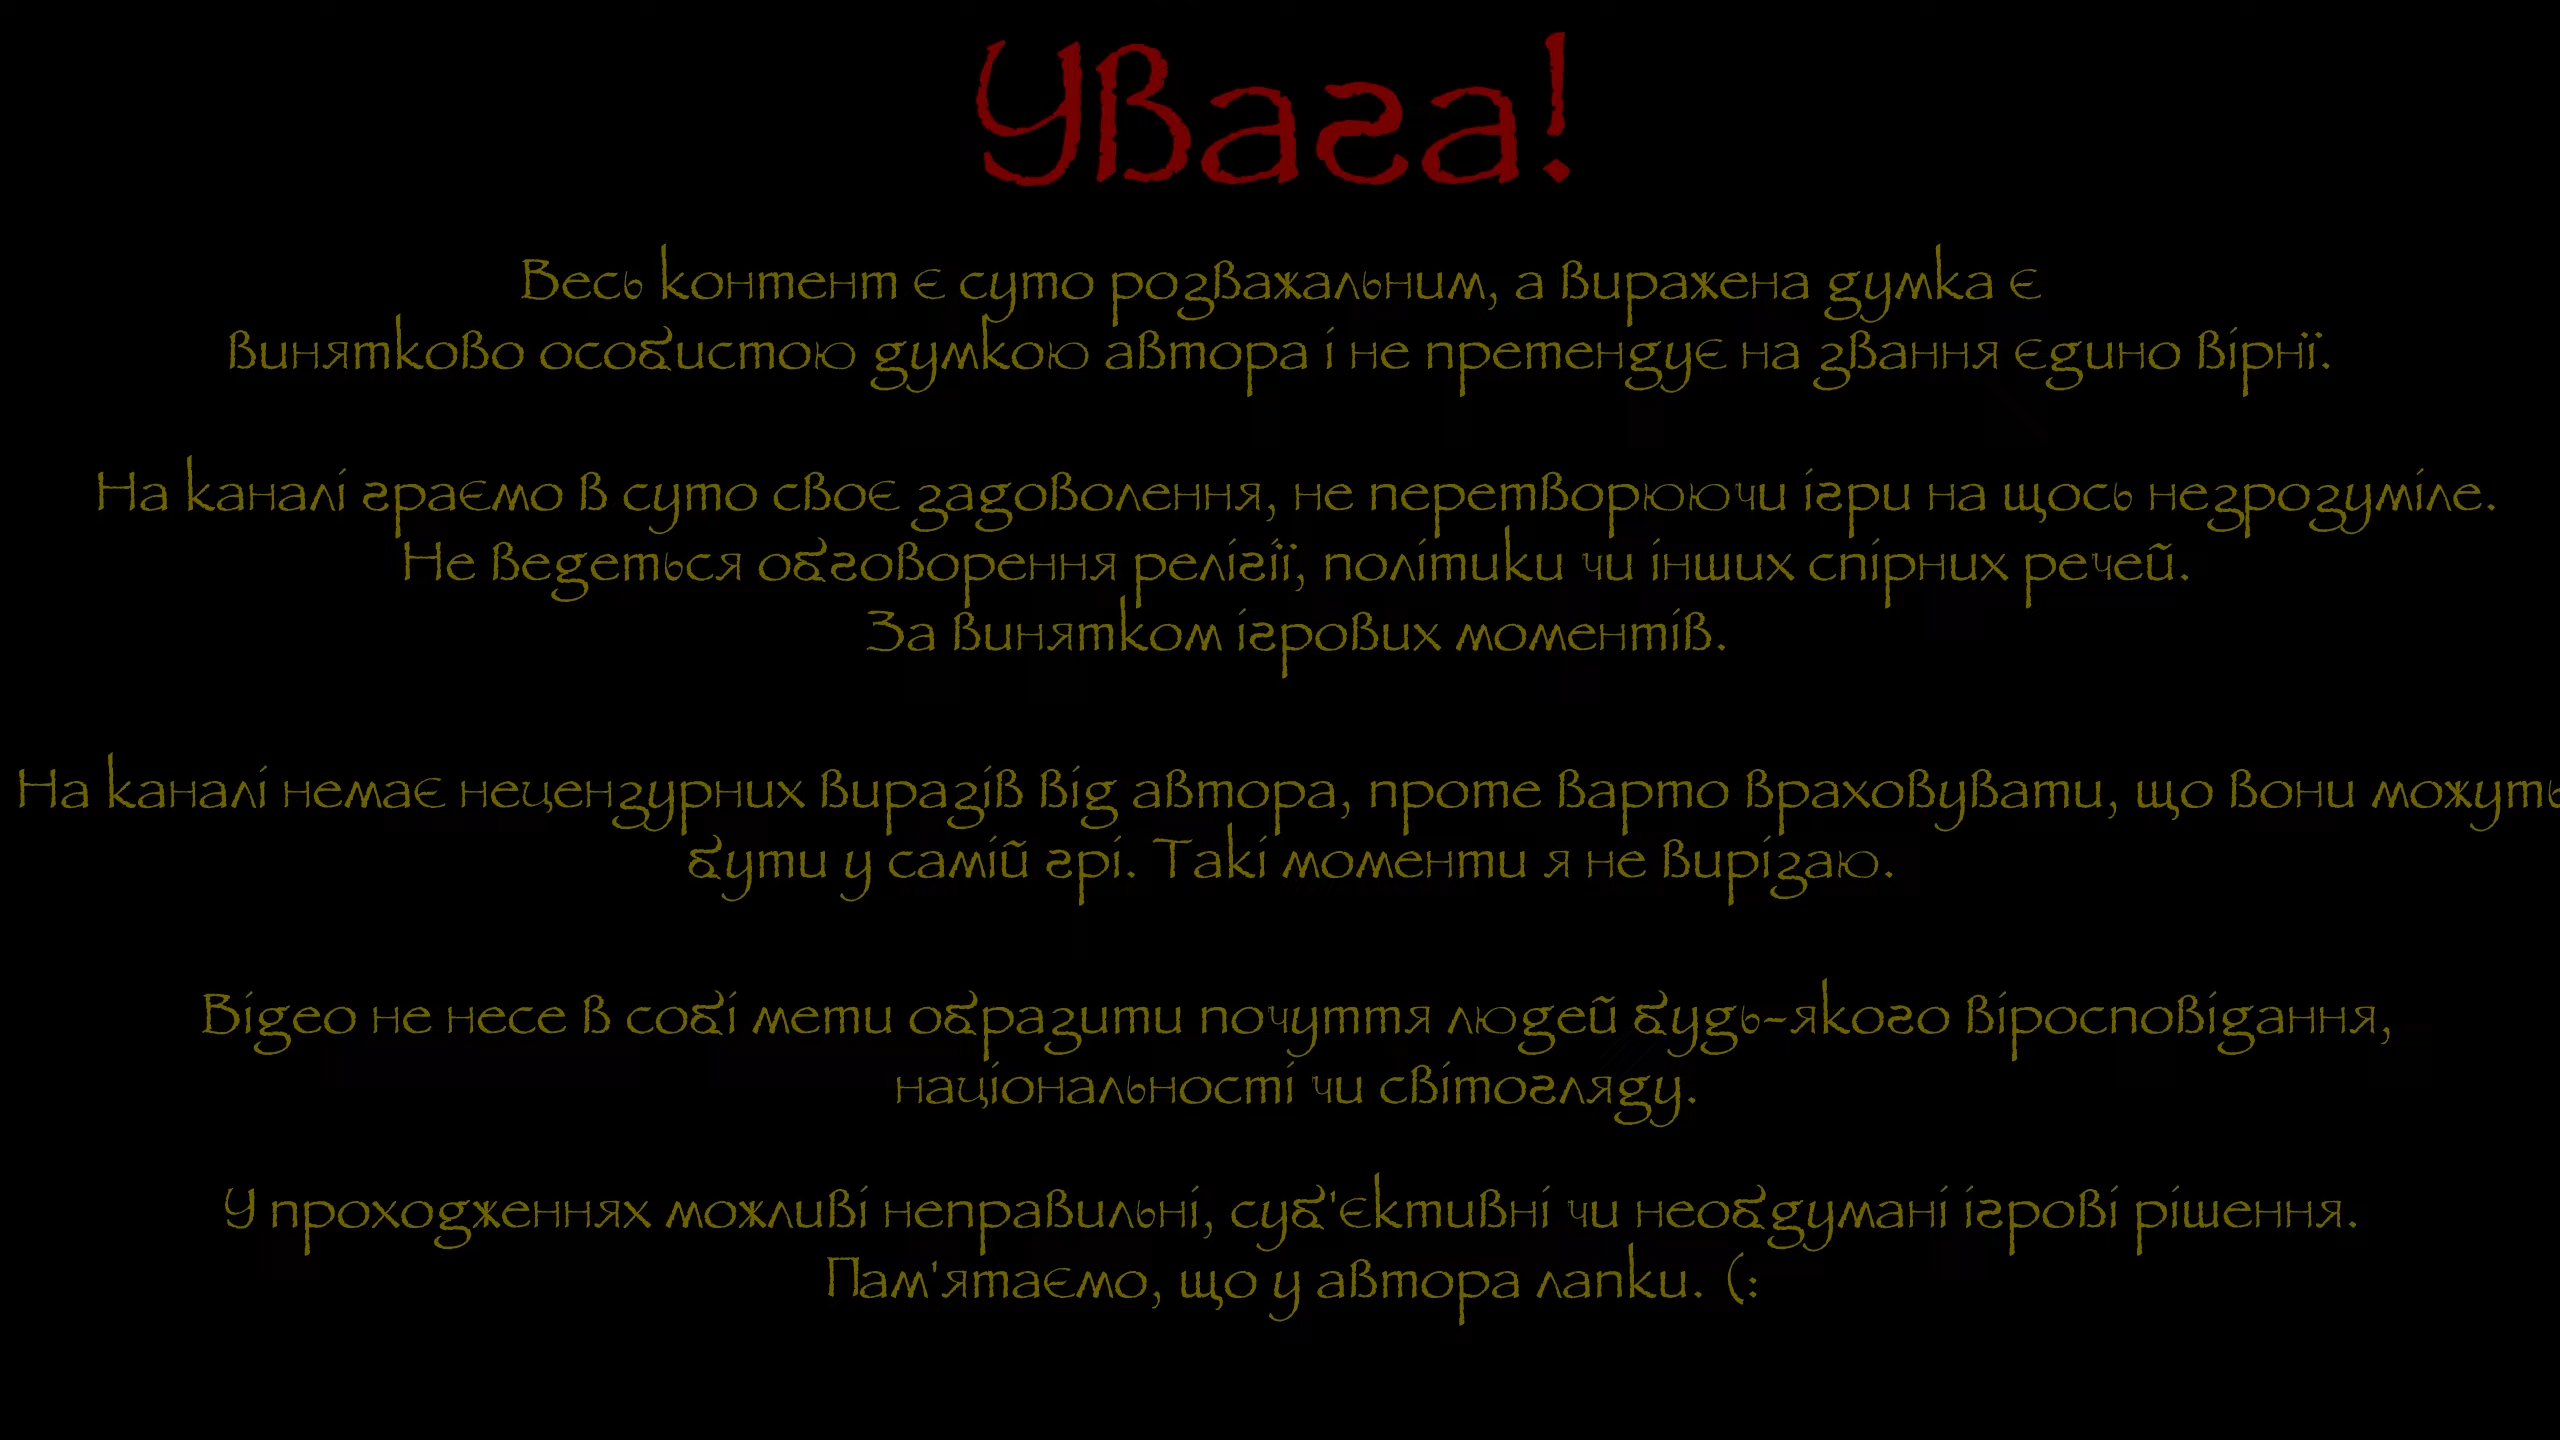 Увага!
Весь контент є суто розважальним, а виражена думка є
винятково особистою думкою автора і не претендує на звання єдино вірнї.
На каналі граємо в суто своє задоволення, не перетворюючи ігри на щось незрозуміле.
Не ведеться обговорення релігії, політики чи інших спірних речей.
За винятком ігрових моментів.
На каналі немає нецензурних виразів від автора, проте варто враховувати, що вони можуть
бути у самій грі. Такі моменти я не вирізаю.
Відео не несе в собі мети образити почуття людей будь-якого віросповідання,
національності чи світогляду.
У проходженнях можливі неправильні, суб'єктивні чи необдумані ігрові рішення.
Пам'ятаємо, що у автора лапки. (: